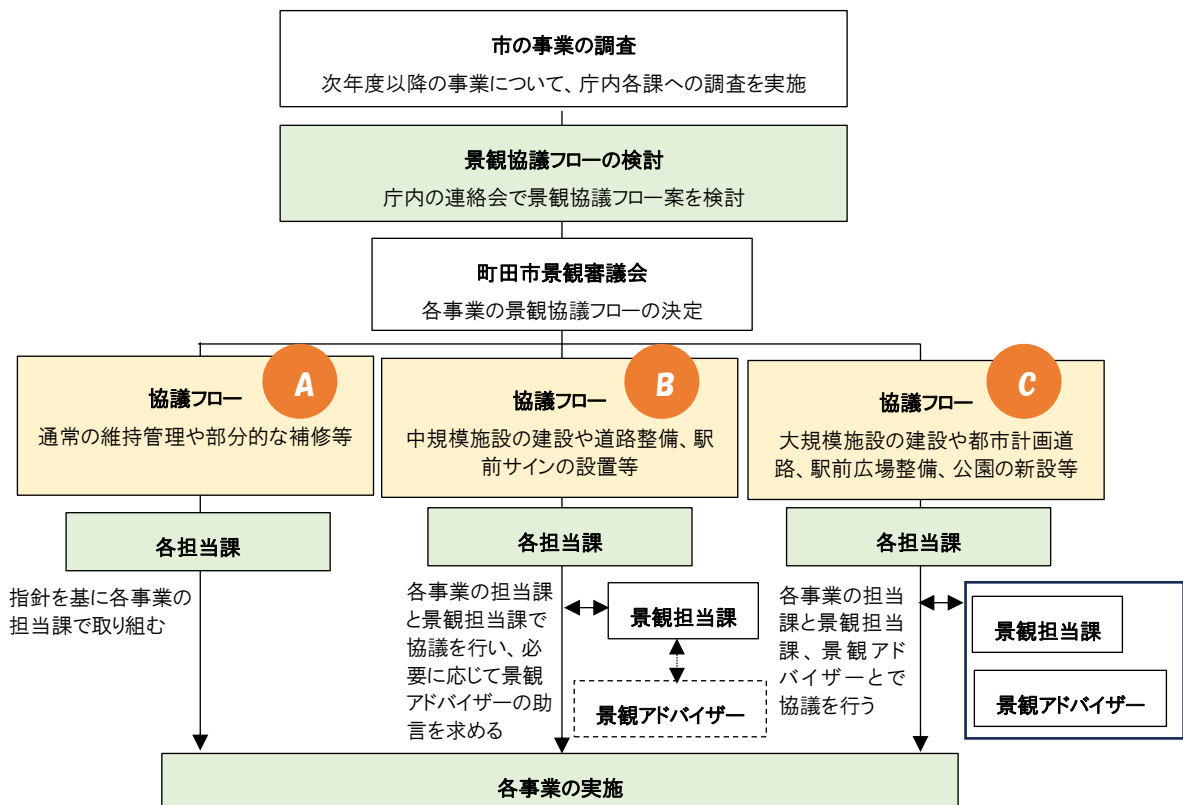 市の事業の調査
次年度以降の事業について、庁内各課への調査を実施
景観協議フローの検討
庁内の連絡会で景観協議フロー案を検討
町田市景観審議会
各事業の景観協議フローの決定
A
協議フロー
通常の維持管理や部分的な補修等
B
協議フロー
中規模施設の建設や道路整備、駅
前サインの設置等
C
協議フロー
大規模施設の建設や都市計画道
路、駅前広場整備、公園の新設等
各担当課
指針を基に各事業の
担当課で取り組む
各担当課
各事業の担当課
と景観担当課で
協議を行い、必
要に応じて景観
アドバイザーの助
言を求める
景観担当課
景観アドバイザー
各担当課
各事業の担当
課と景観担当
課、景観アド
バイザーとで
協議を行う
景観担当課
景観アドバイザー
各事業の実施